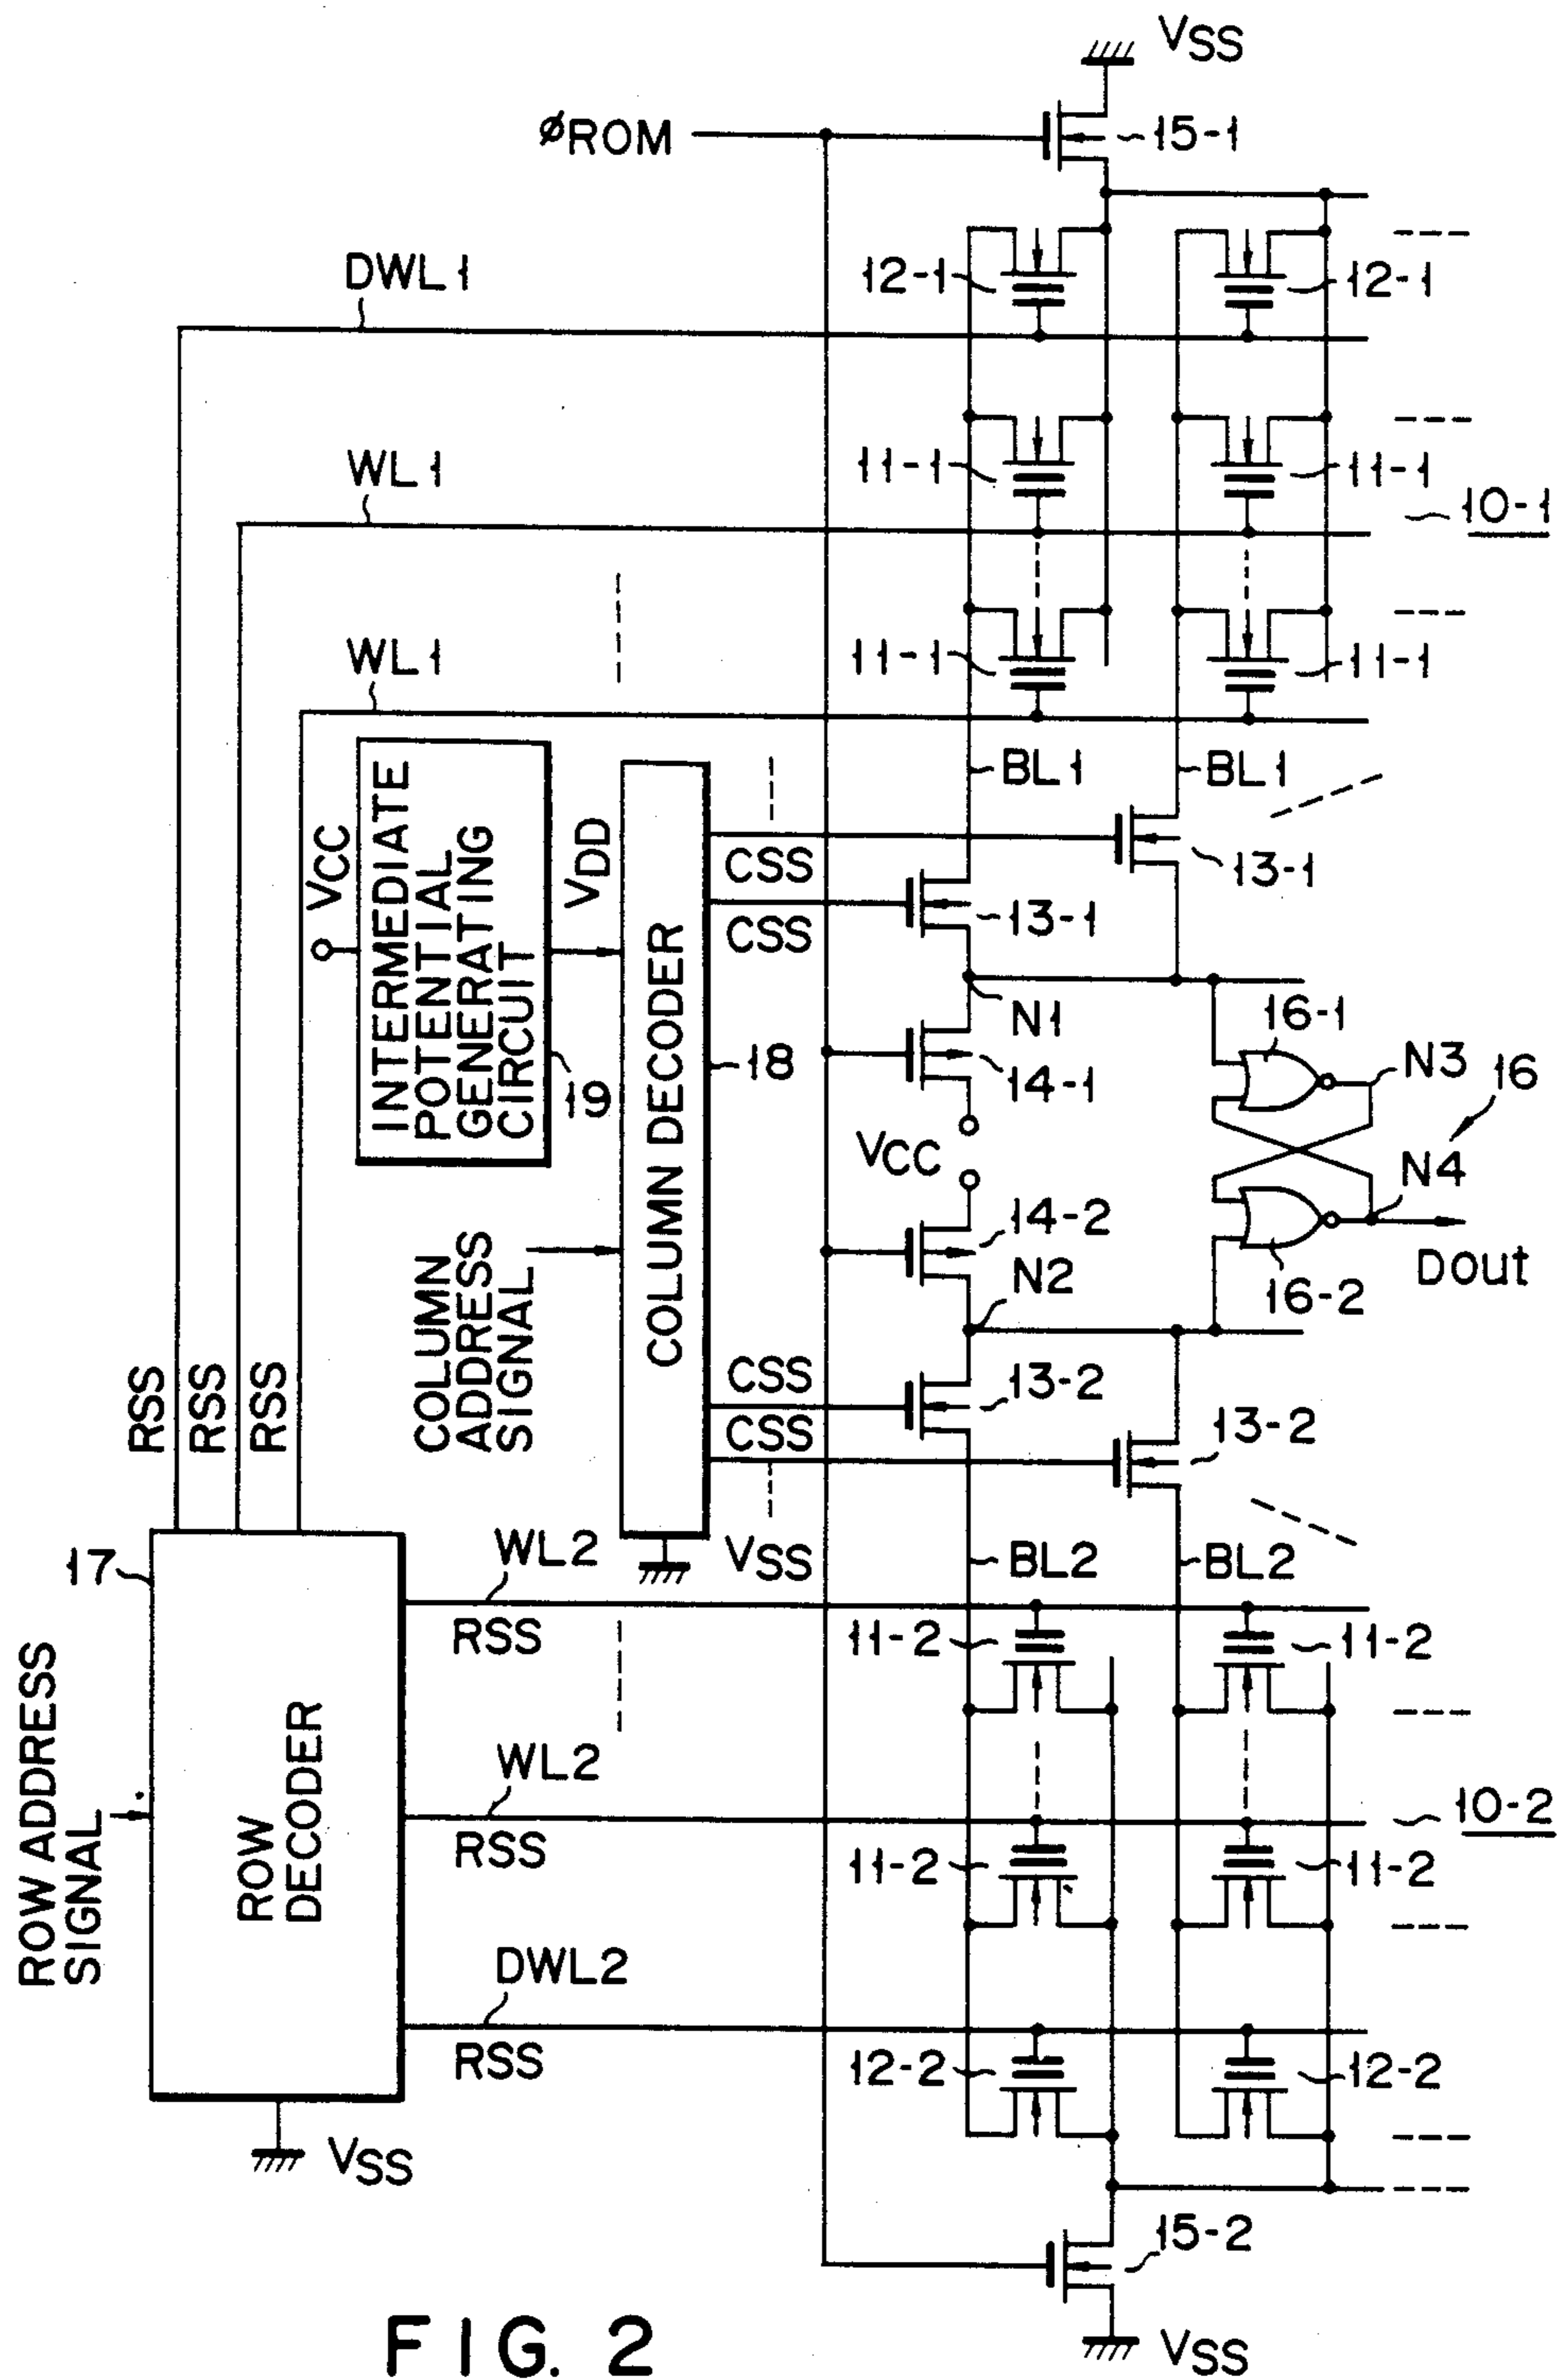 VSS
øROM
15-1
DWL1
12-1
12-1
WL1
11-1
11-1
10-1
WL1
11-1
11-1
BL1
BL1
VCC
INTERMEDIATE
POTENTIAL
GENERATING
CIRCUIT
19
VDD
COLUMN DECODER
18
CSS
CSS
13-1
13-1
N1
14-1
VCC
16-1
N3
16
N4
Dout
16-2
14-2
N2
COLUMN
ADDRESS
SIGNAL
RSS
RSS
RSS
CSS
CSS
13-2
13-2
VSS
17
WL2
RSS
BL2
BL2
11-2
11-2
ROW ADDRESS
SIGNAL
ROW
DECODER
WL2
RSS
10-2
11-2
11-2
DWL2
RSS
12-2
12-2
VSS
15-2
VSS
FIG. 2